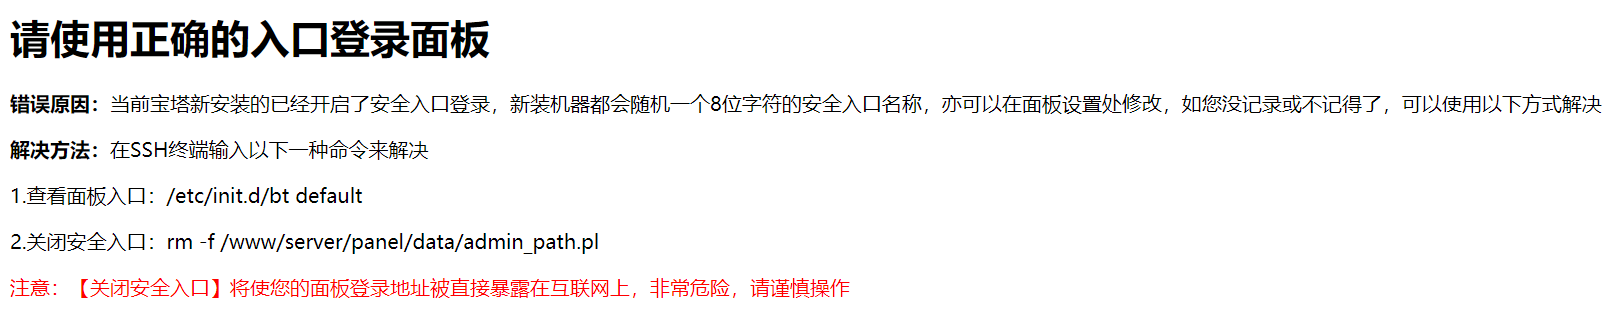 请使用正确的入口登录面板
错误原因：当前宝塔新安装的已经开启了安全入口登录，新装机器都会随机一个8位字符的安全入口名称，亦可以在面板设置处修改，如您没记录或不记得了，可以使用以下方式解决
解决方法：在SSH终端输入以下一种命令来解决
1.查看面板入口：/etc/init.d/bt default
2.关闭安全入口：rm -f /www/server/panel/data/admin_path.pl
注意：【关闭安全入口】将使您的面板登录地址被直接暴露在互联网上，非常危险，请谨慎操作